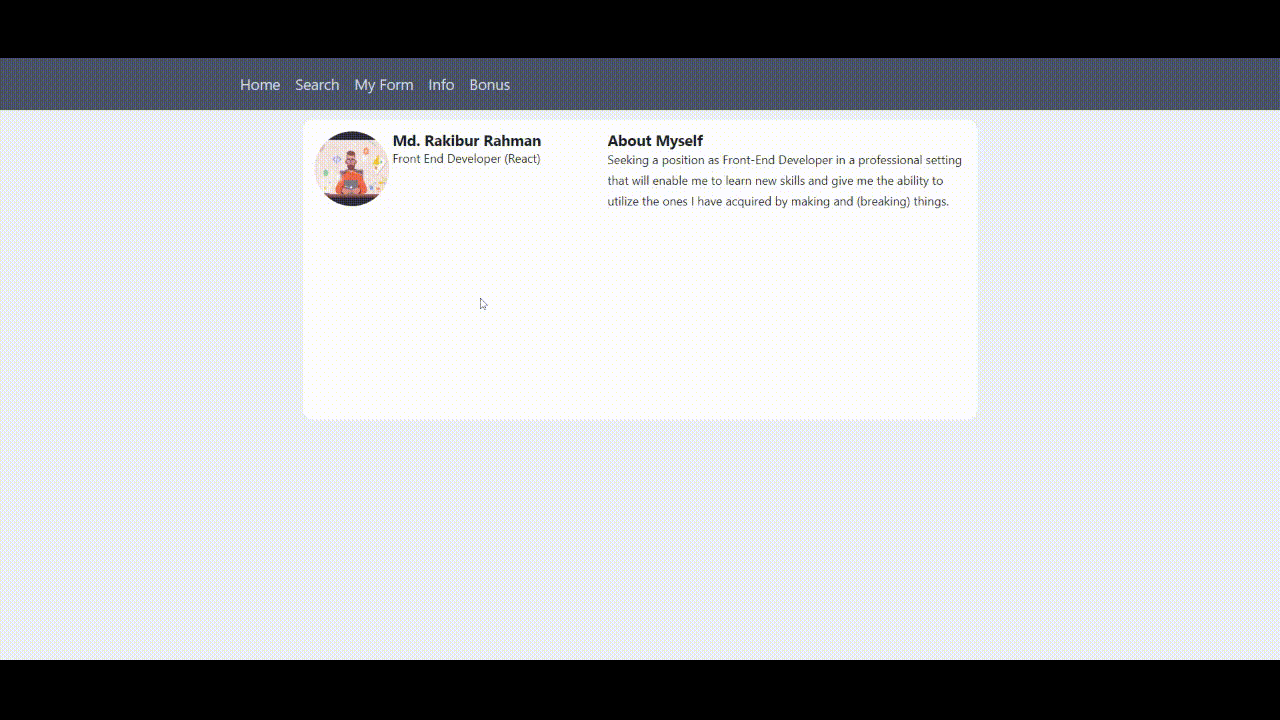 Home Search My Form Info Bonus
Md. Rakibur Rahman
Front End Developer (React)
About Myself
Seeking a position as Front-End Developer in a professional setting
that will enable me to learn new skills and give me the ability to
utilize the ones I have acquired by making and (breaking) things.